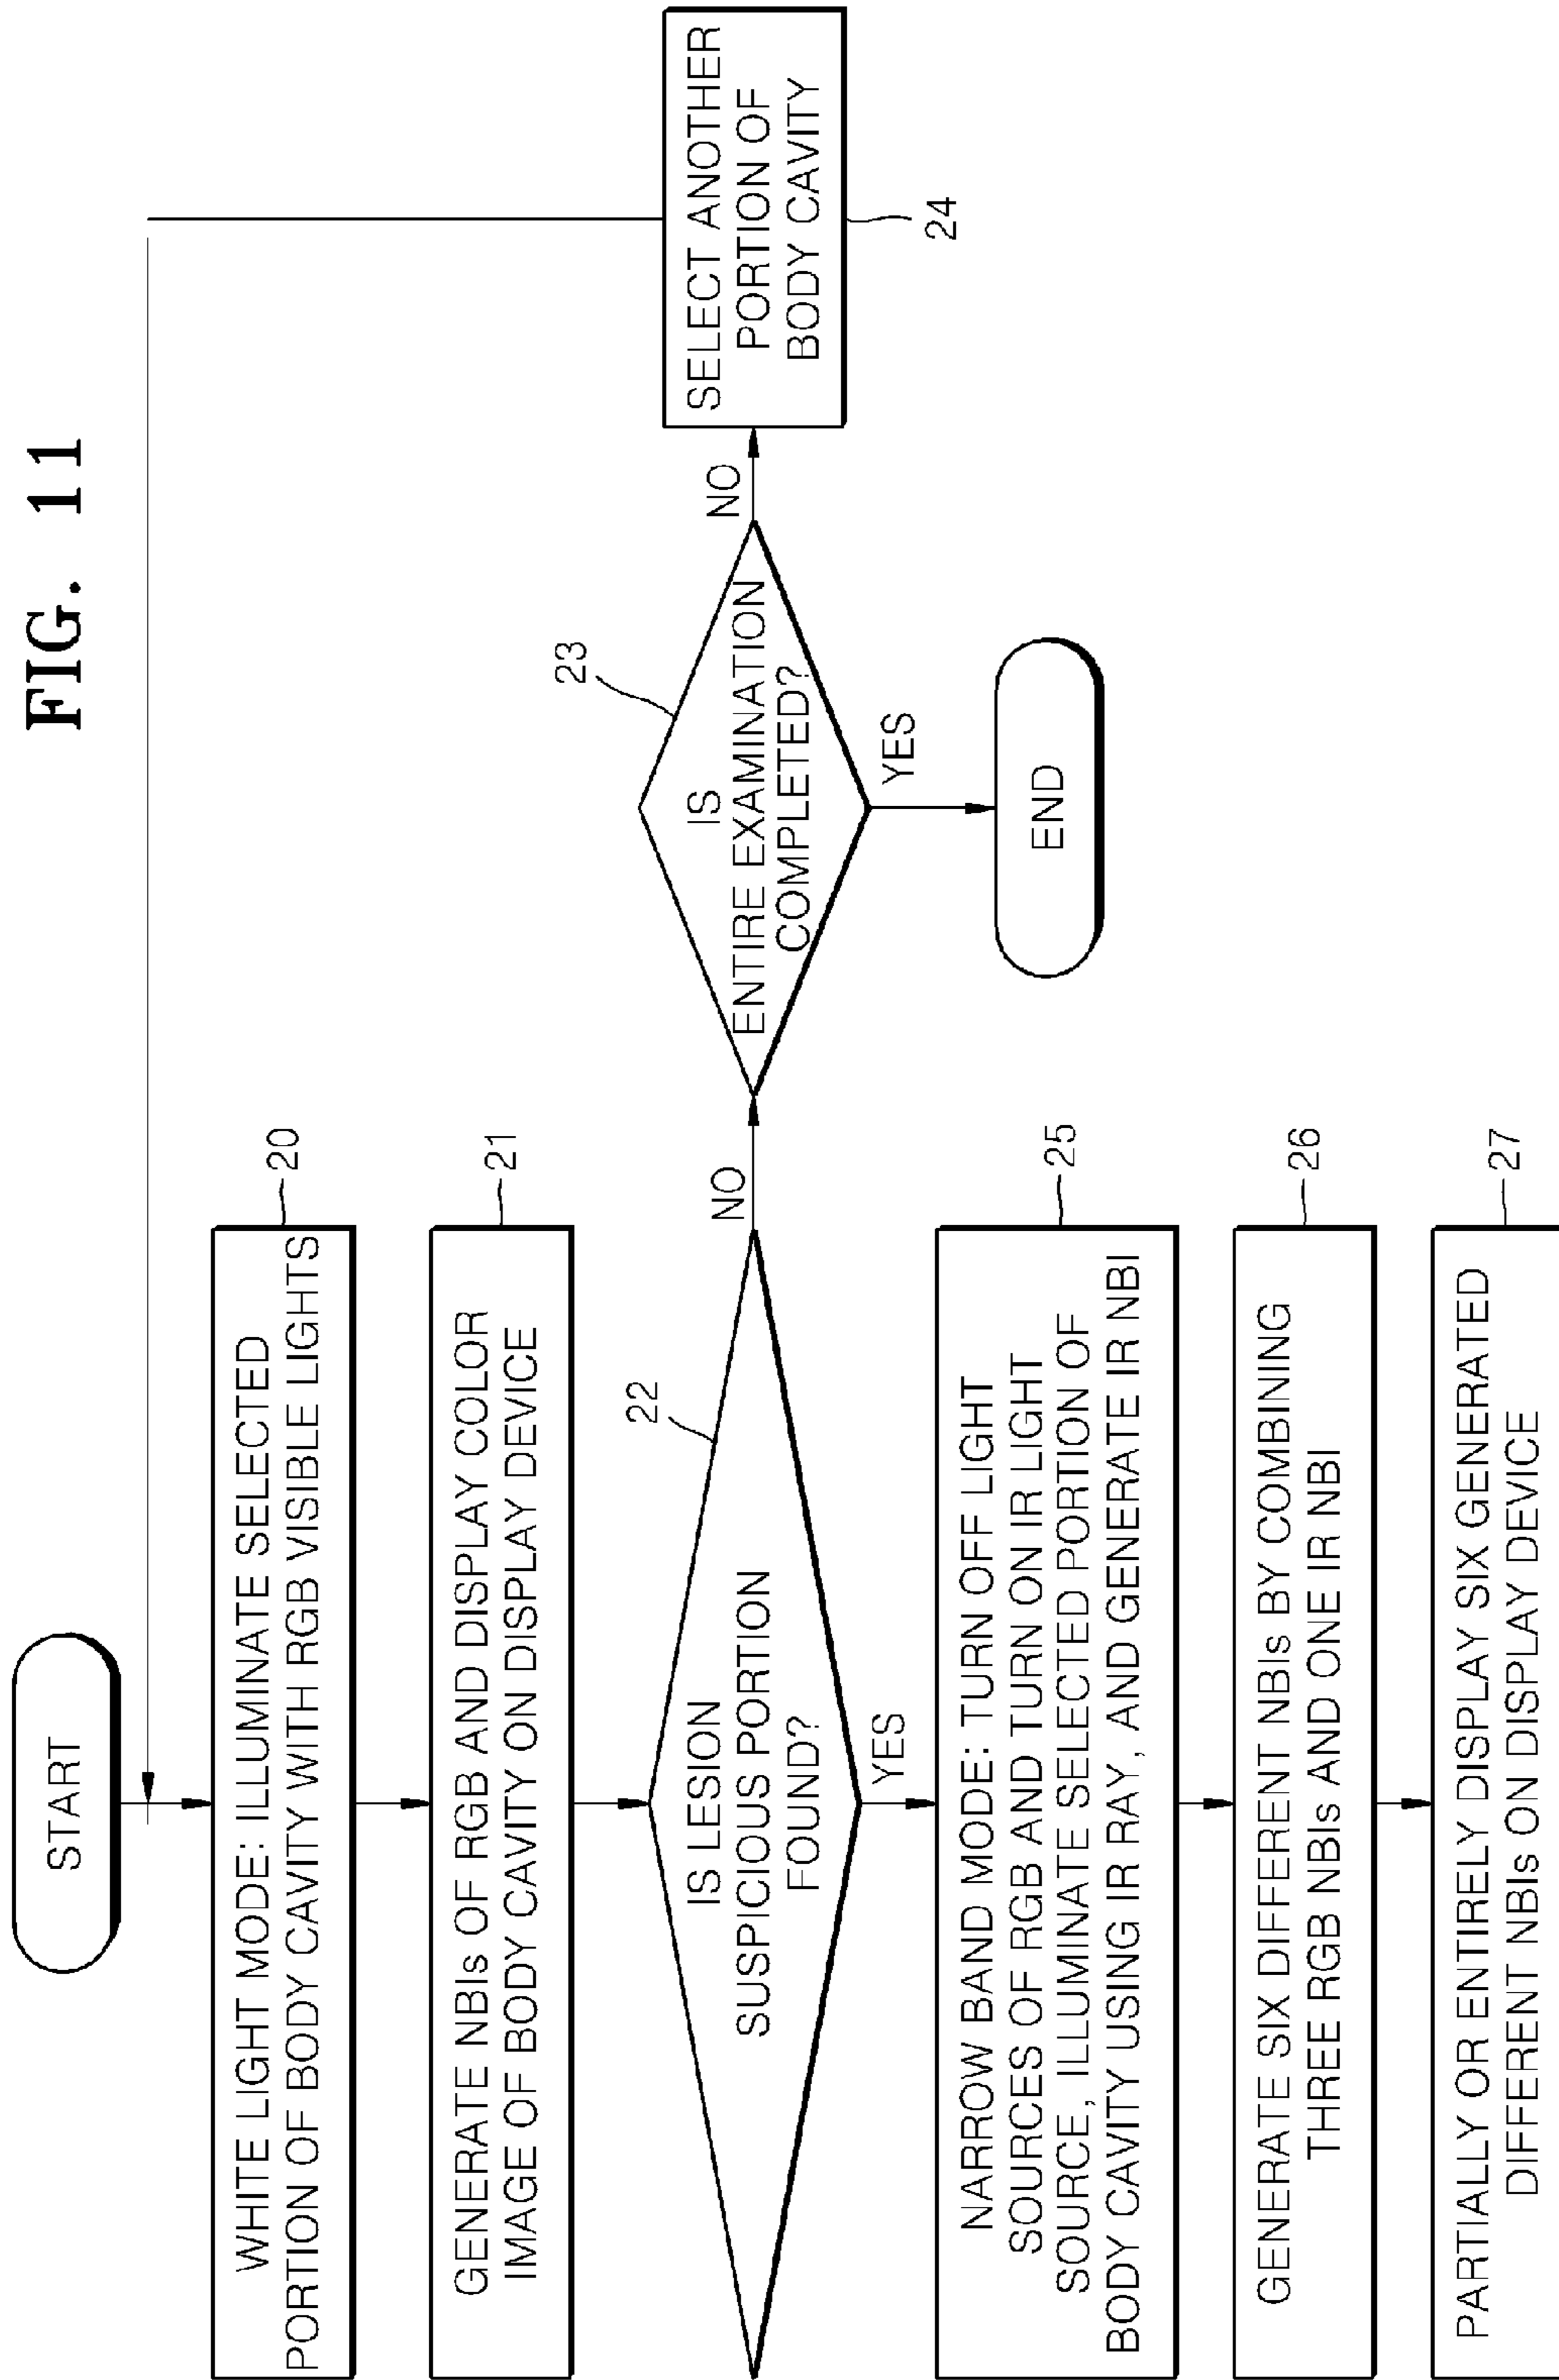 FIG. 11
START
WHITE LIGHT MODE: ILLUMINATE SELECTED
PORTION OF BODY CAVITY WITH RGB VISIBLE LIGHTS
20
GENERATE NBIs OF RGB AND DISPLAY COLOR
IMAGE OF BODY CAVITY ON DISPLAY DEVICE
21
IS LESION
SUSPICIOUS PORTION
FOUND?
22
NO
YES
IS
ENTIRE EXAMINATION
COMPLETED?
23
NO
YES
SELECT ANOTHER
PORTION OF
BODY CAVITY
24
END
NARROW BAND MODE: TURN OFF LIGHT
SOURCES OF RGB AND TURN ON IR LIGHT
SOURCE, ILLUMINATE SELECTED PORTION OF
BODY CAVITY USING IR RAY, AND GENERATE IR NBI
25
GENERATE SIX DIFFERENT NBIs BY COMBINING
THREE RGB NBIs AND ONE IR NBI
26
PARTIALLY OR ENTIRELY DISPLAY SIX GENERATED
DIFFERENT NBIs ON DISPLAY DEVICE
27